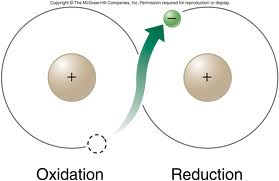 Copyright © The McGraw-Hill Companies, Inc. Permission required for reproduction or display.
−
+ +
Oxidation Reduction